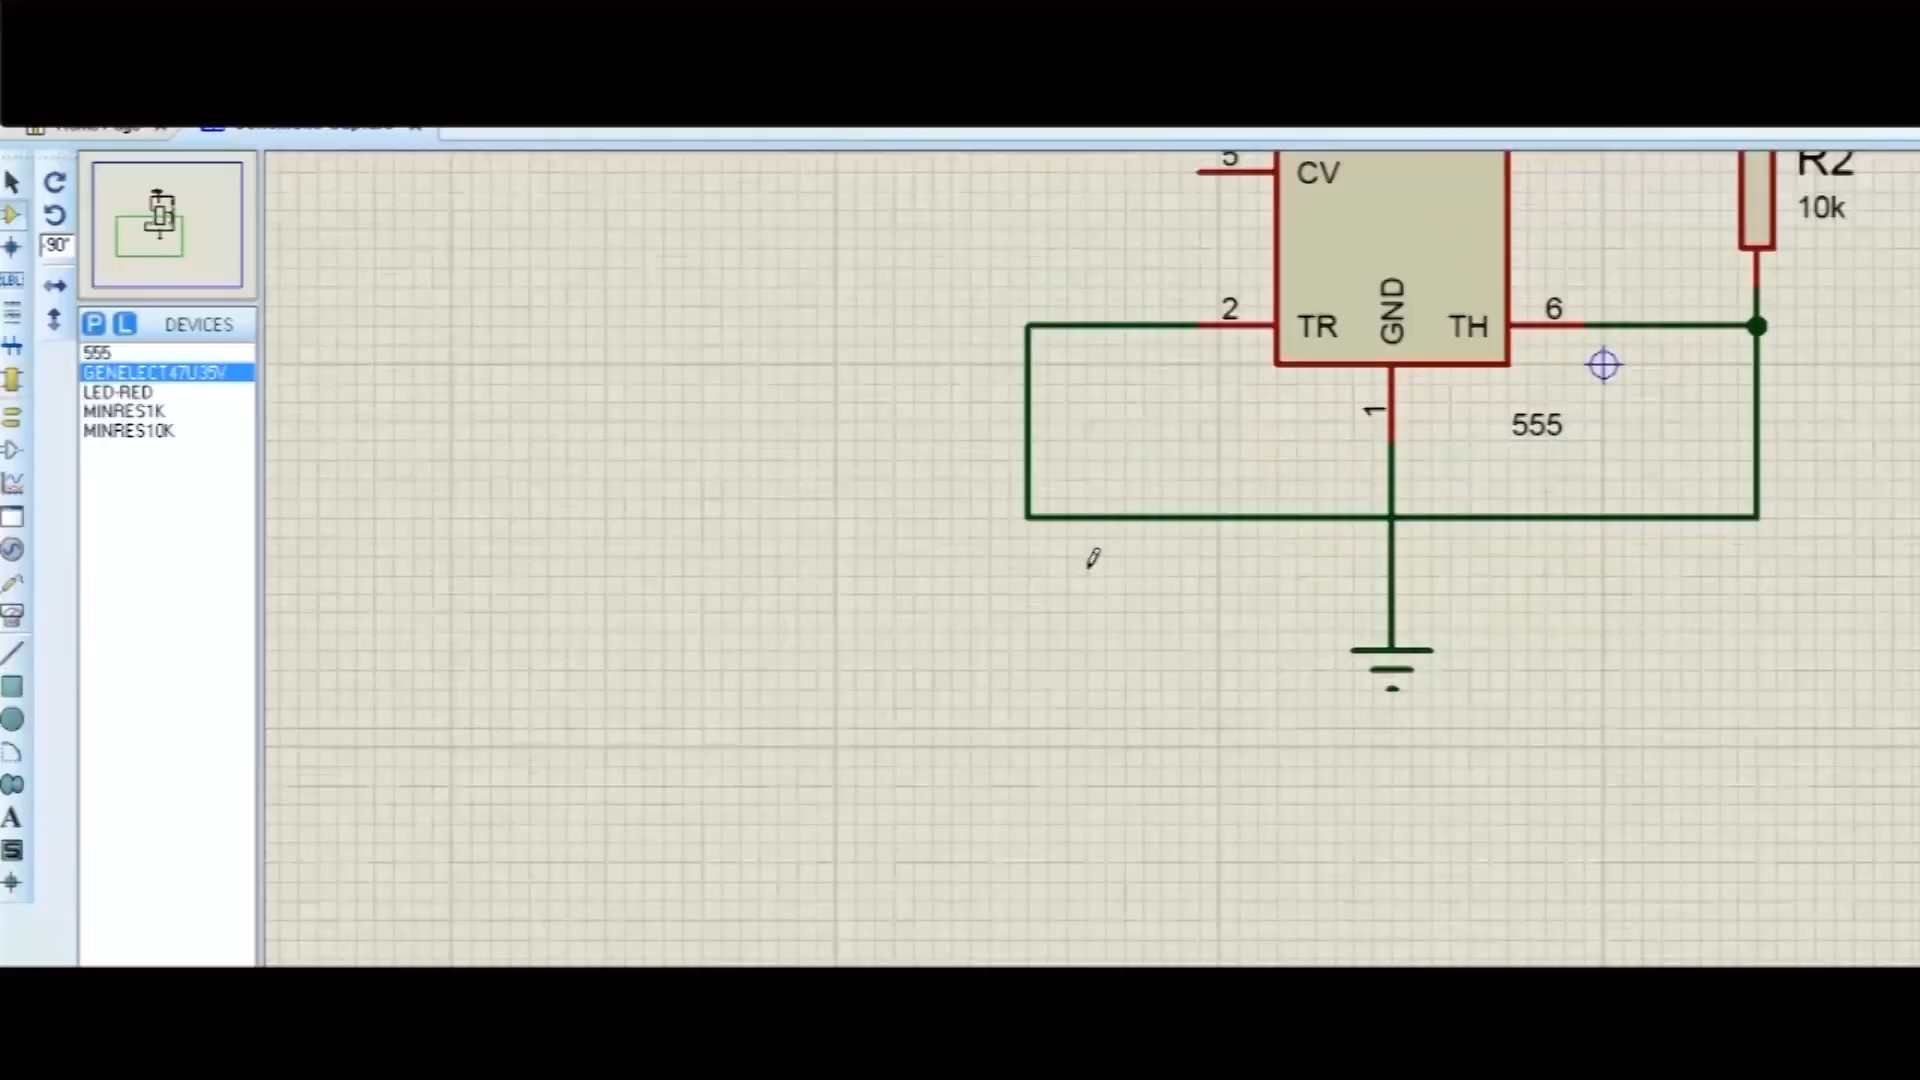 5
CV
R2
10k
-90°
LBL
P L DEVICES
2
TR
GND
TH
6
555
GENELECT47U35V
LED-RED
MINRES1K
MINRES10K
1
555
A
S